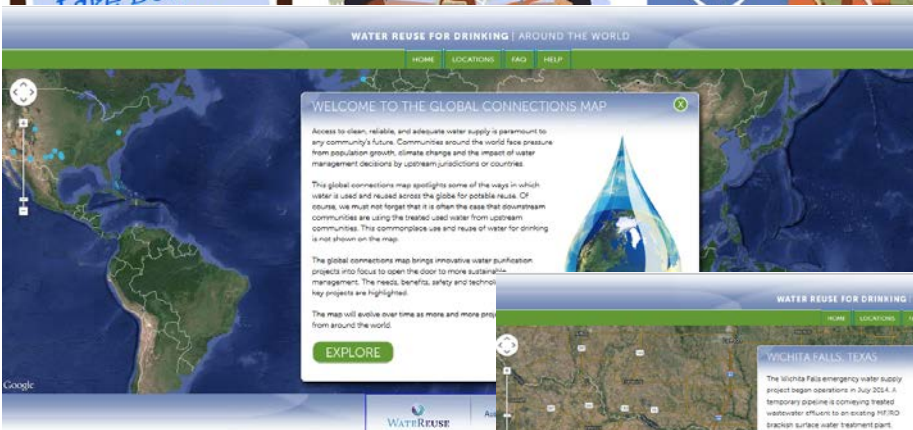 WATER REUSE FOR DRINKING | AROUND THE WORLD
HOME LOCATIONS FAQ HELP
WELCOME TO THE GLOBAL CONNECTIONS MAP
X
Access to clean, reliable, and adequate water supply is paramount to
any community's future. Communities around the world face pressure
from population growth, climate change and the impact of water
management decisions by upstream jurisdictions or countries.
This global connections map spotlights some of the ways in which
water is used and reused across the globe for potable reuse. Of
course, we must not forget that it is often the case that downstream
communities are using the treated used water from upstream
communities. This commonplace use and reuse of water for drinking
is not shown on the map.
The global connections map brings innovative water purification
projects into focus to open the door to more sustainable
management. The needs, benefits, safety and
key projects are highlighted.
The map will evolve over time as more and more
from around the world.
EXPLORE
Google
WATEREUSE
WATER REUSE FOR DRINKING
HOME LOCATIONS
WICHITA FALLS, TEXAS
The Wichita Falls emergency water supply
project began operations in July 2014. A
temporary pipeline is conveying treated
wastewater effluent to an existing MF/RO
brackish surface water treatment plant.